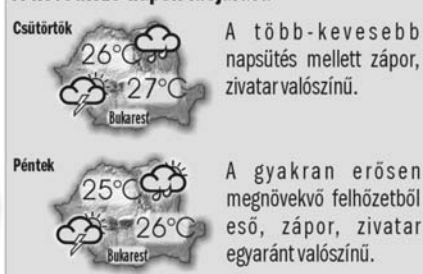 Csütörtök
26°C
27°C
Bukarest
A több-kevesebb
napsütés mellett zápor,
zivatar valószínű.
Péntek
25°C
26°C
Bukarest
A gyakran erősen
megnövekvő felhőzetből
eső, zápor, zivatar
egyaránt valószínű.